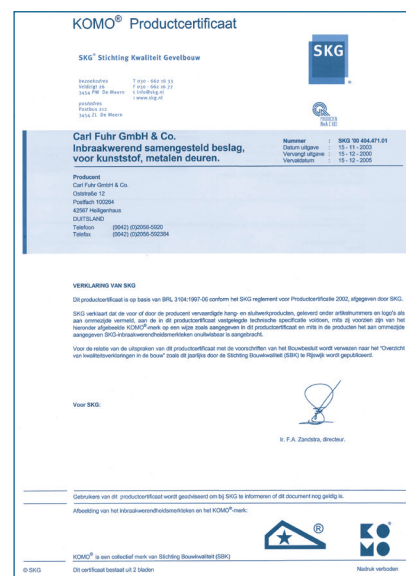 KOMO® Productcertificaat
SKG® Stichting Kwaliteit Gevelbouw
SKG
®
bezoekadres T 030 - 662 16 33
Veldzigt 26 F 030 - 662 16 77
3454 PW De Meern E info@skg.nl
I www.skg.nl
postadres
Postbus 212
3454 ZL De Meern
PRODUCTEN
Carl Fuhr GmbH & Co.
Inbraakwerend samengesteld beslag,
voor kunststof, metalen deuren.
Nummer : SKG '00 404.471.01
Datum uitgave : 15 - 11 - 2003
Vervangt uitgave : 15 - 12 - 2000
Vervaldatum : 15 - 12 - 2005
Producent
Carl Fuhr GmbH & Co.
Oststraße 12
Postfach 100264
42567 Heiligenhaus
DUITSLAND
Telefoon (0042) (0)2056-5920
Telefax (0042) (0)2056-592384
VERKLARING VAN SKG
Dit productcertificaat is op basis van BRL 3104:1997-06 conform het SKG reglement voor Productcertificatie 2002, afgegeven door SKG.
SKG verklaart dat de voor of door de producent vervaardigde hang- en sluitwerkproducten, geleverd onder artikelnummers en logo's als
aan ommezijde vermeld, aan de in dit productcertificaat vastgelegde technische specificatie voldoen, mits zij voorzien zijn van het
hieronder afgebeelde KOMO®-merk op een wijze zoals aangegeven in dit productcertificaat en mits in de producten het aan ommezijde
aangegeven SKG-inbraakwerendheidsmerkteken onuitwisbaar is aangebracht.
Voor de relatie van de uitspraken van dit productcertificaat met de voorschriften van het Bouwbesluit wordt verwezen naar het "Overzicht
van kwaliteitsverklaringen in de bouw" zoals dit jaarlijks door de Stichting Bouwkwaliteit (SBK) te Rijswijk wordt gepubliceerd.
Voor SKG:
Ir. F.A. Zandstra, directeur.
Gebruikers van dit productcertificaat wordt geadviseerd om bij SKG te informeren of dit document nog geldig is.
Afbeelding van het inbraakwerendheidsmerkteken en het KOMO®-merk:
®
KOMO
KOMO® is een collectief merk van Stichting Bouwkwaliteit (SBK)
© SKG Dit certificaat bestaat uit 2 bladen Nadruk verboden